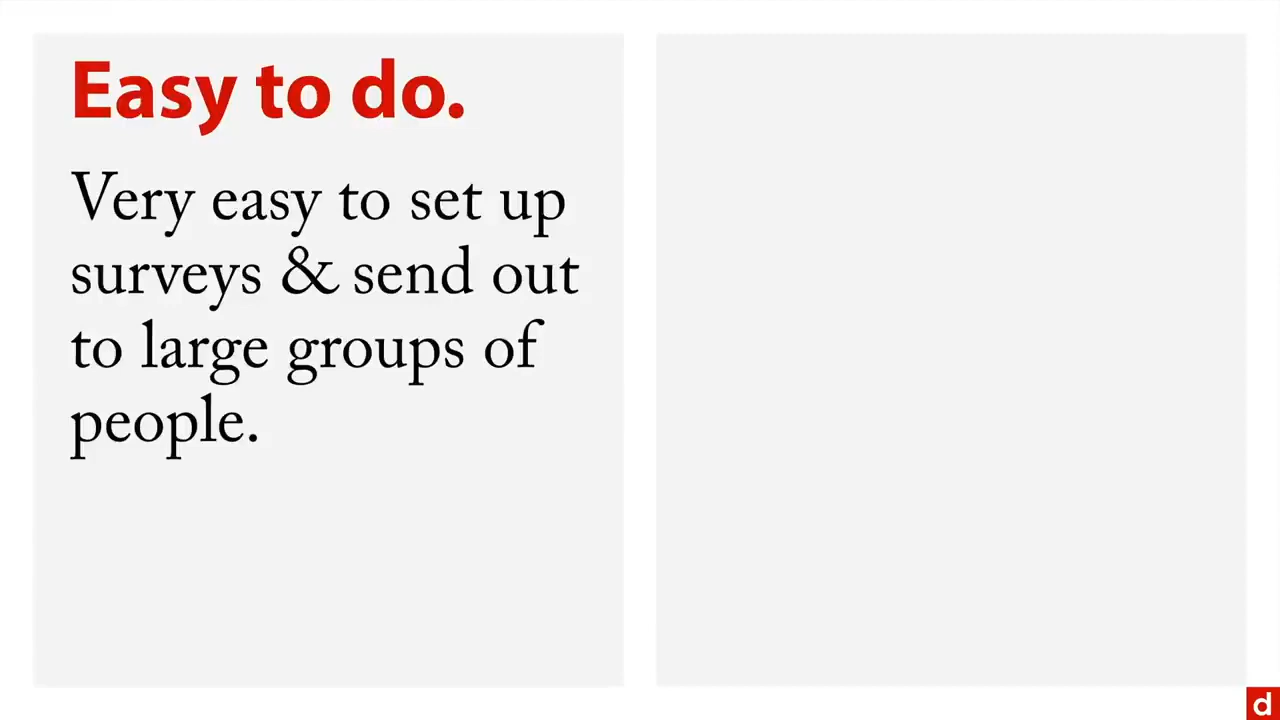 Easy to do.
Very easy to set up
surveys & send out
to large groups of
people.
d